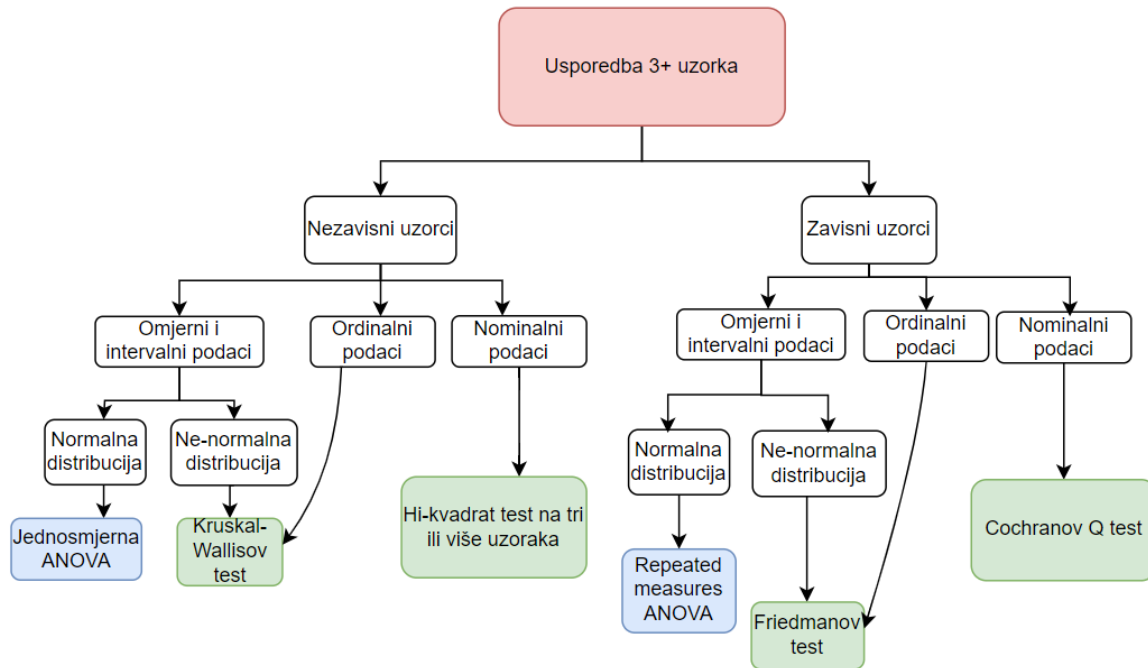 Usporedba 3+ uzorka
Nezavisni uzorci
Zavisni uzorci
Omjerni i
intervalni podaci
Ordinalni
podaci
Nominalni
podaci
Omjerni i
intervalni podaci
Ordinalni
podaci
Nominalni
podaci
Normalna
distribucija
Ne-normalna
distribucija
Normalna
distribucija
Ne-normalna
distribucija
Jednosmjerna
ANOVA
Kruskal-
Wallisov
test
Hi-kvadrat test na tri
ili više uzoraka
Repeated
measures
ANOVA
Friedmanov
test
Cochranov Q test